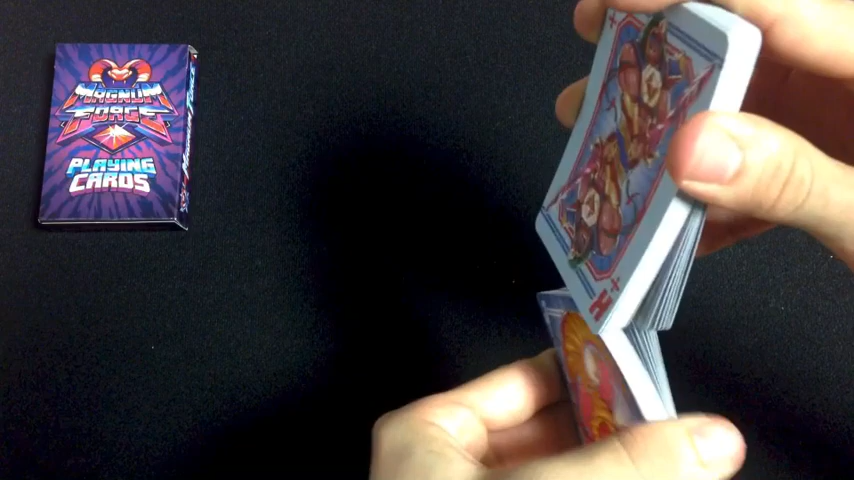 MAGNUM
FORCE
PLAYING
CARDS
K